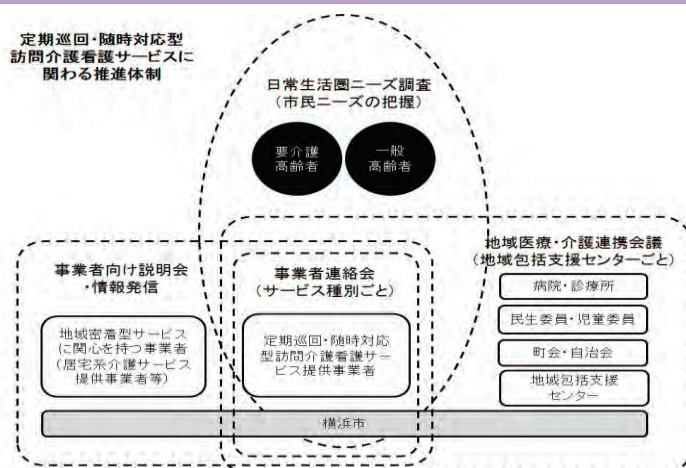 定期巡回・随時対応型
訪問介護看護サービスに
関わる推進体制
日常生活圏ニーズ調査
(市民ニーズの把握)
要介護
高齢者
一般
高齢者
事業者向け説明会
・情報発信
地域密着型サービス
に関心を持つ事業者
(居宅系介護サービス
提供事業者等)
事業者連絡会
(サービス種別ごと)
定期巡回・随時対応
型訪問介護看護サー
ビス提供事業者
地域医療・介護連携会議
(地域包括支援センターごと)
病院・診療所
民生委員・児童委員
町会・自治会
地域包括支援
センター
横浜市